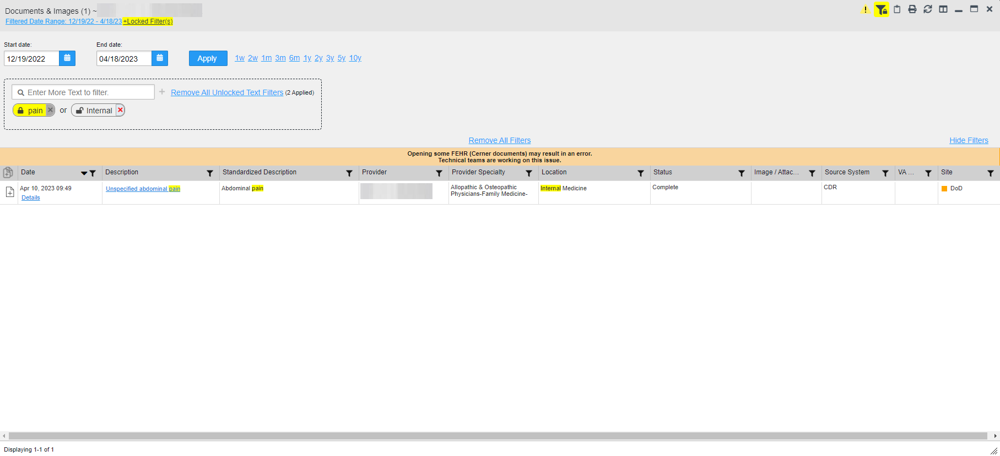 Documents & Images (1) ~
Filtered Date Range: 12/19/22 - 4/18/23 +Locked Filter(s)
Start date:
End date:
12/19/2022
04/18/2023
Apply
1w 2w 1m 3m 6m 1y 2y 3y 5y 10y
Enter More Text to filter.
+ Remove All Unlocked Text Filters (2 Applied)
pain or Internal
Remove All Filters
Hide Filters
Opening some FEHR (Cerner documents) may result in an error.
Technical teams are working on this issue.
Date Description Standardized Description Provider Provider Specialty Location Status Image / Attac... Source System VA ... Site
Apr 10, 2023 09:49
Details
Unspecified abdominal pain
Abdominal pain
Allopathic & Osteopathic
Physicians-Family Medicine-
Internal Medicine
Complete
CDR
DoD
Displaying 1-1 of 1